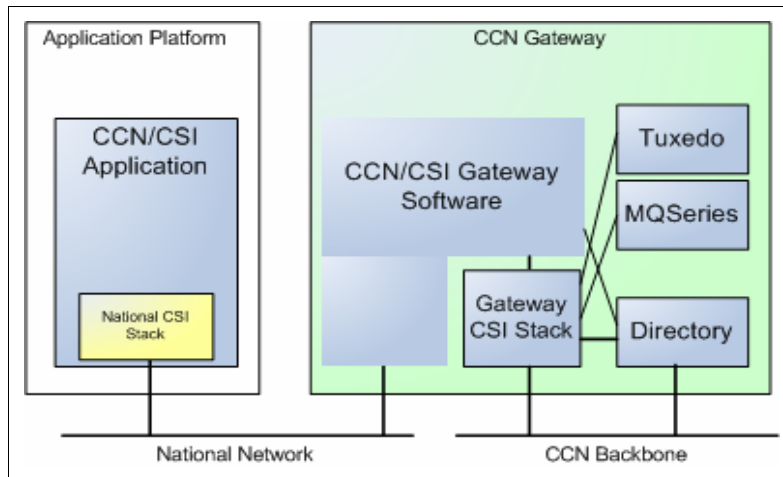 Application Platform
CCN Gateway
CCN/CSI
Application
National CSI
Stack
CCN/CSI Gateway
Software
Tuxedo
MQSeries
Gateway
CSI Stack
Directory
National Network
CCN Backbone